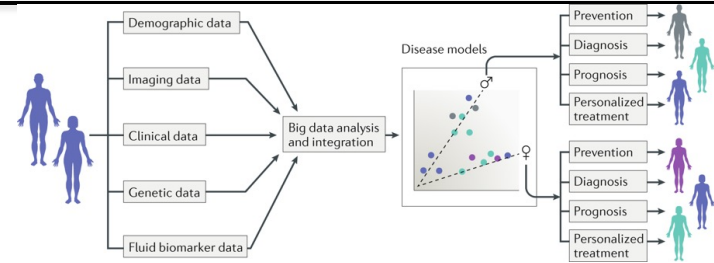 Demographic data
Imaging data
Clinical data
Genetic data
Fluid biomarker data
Big data analysis
and integration
Disease models
♂
♀
Prevention
Diagnosis
Prognosis
Personalized
treatment
Prevention
Diagnosis
Prognosis
Personalized
treatment